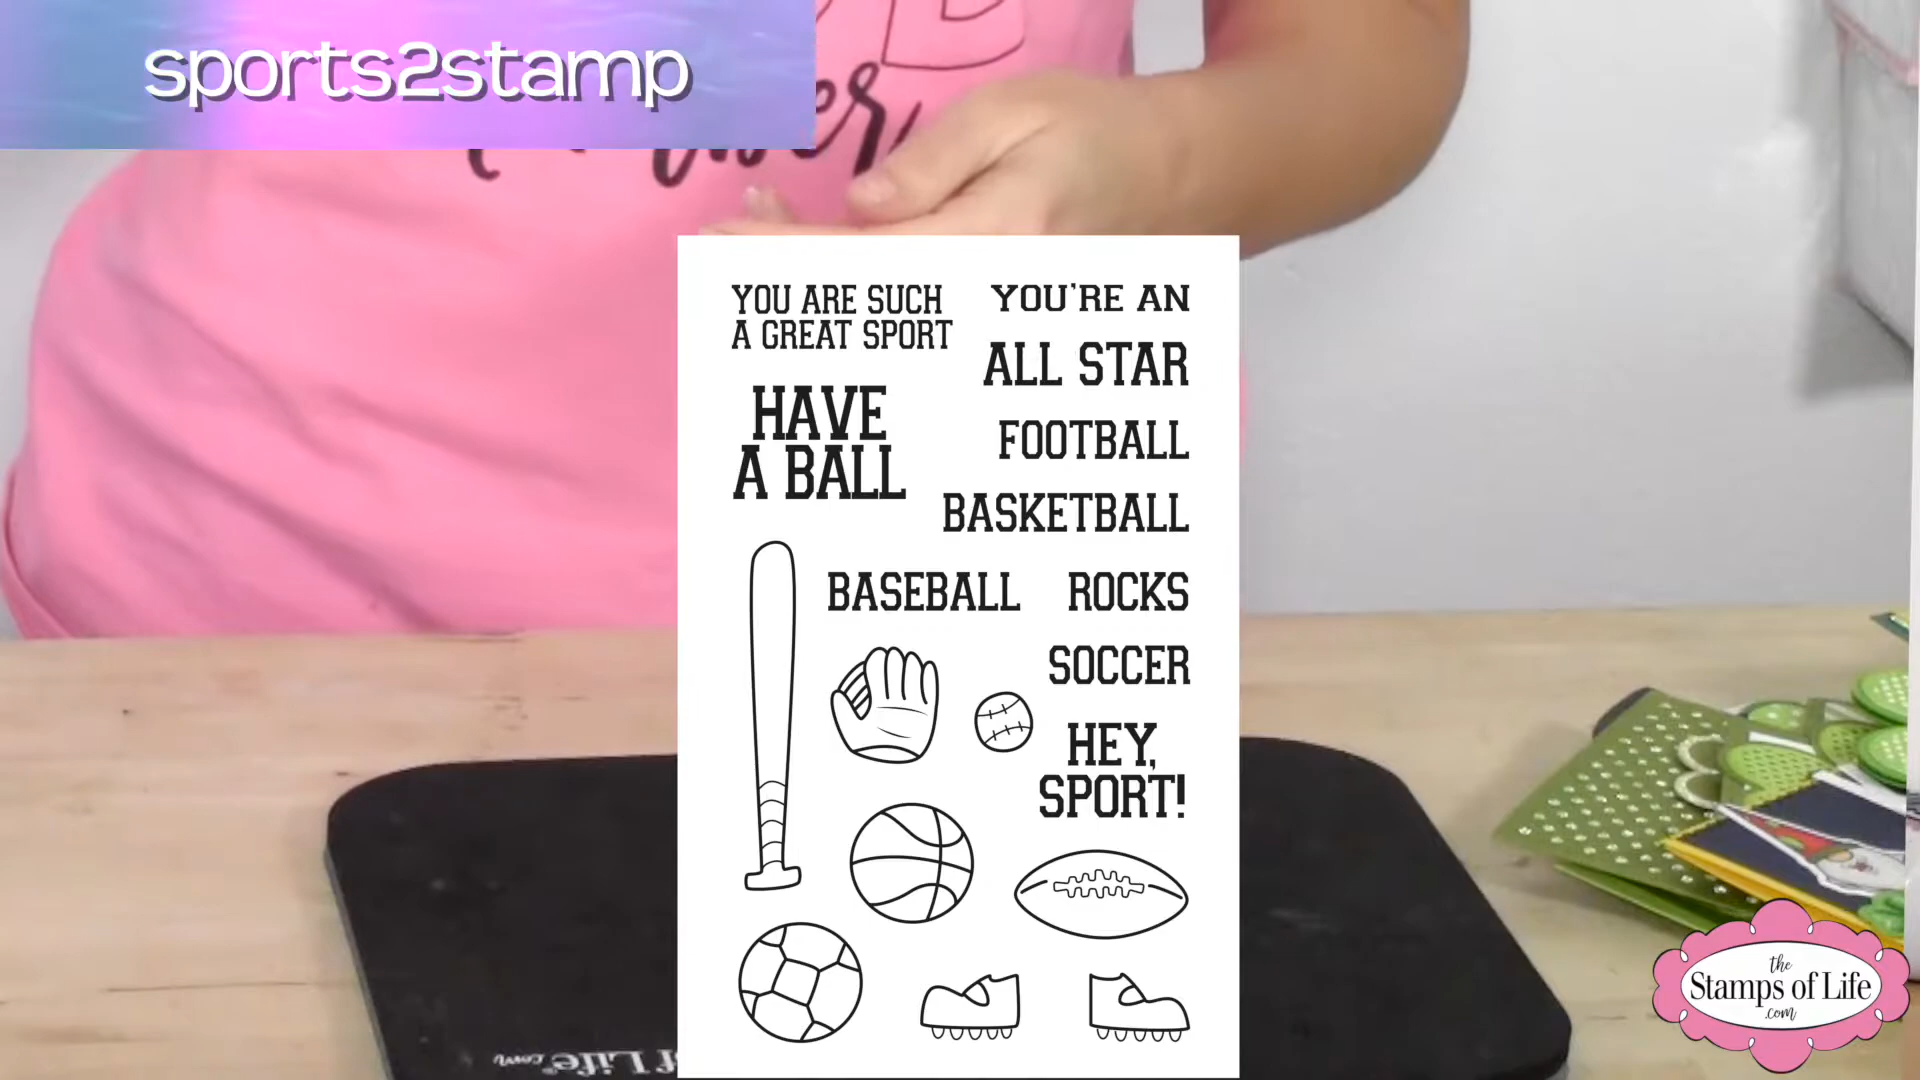 sports2stamp
YOU ARE SUCH
A GREAT SPORT
HAVE
A BALL
YOU'RE AN
ALL STAR
FOOTBALL
BASKETBALL
BASEBALL ROCKS
SOCCER
HEY,
SPORT!
the
Stamps of Life
.com